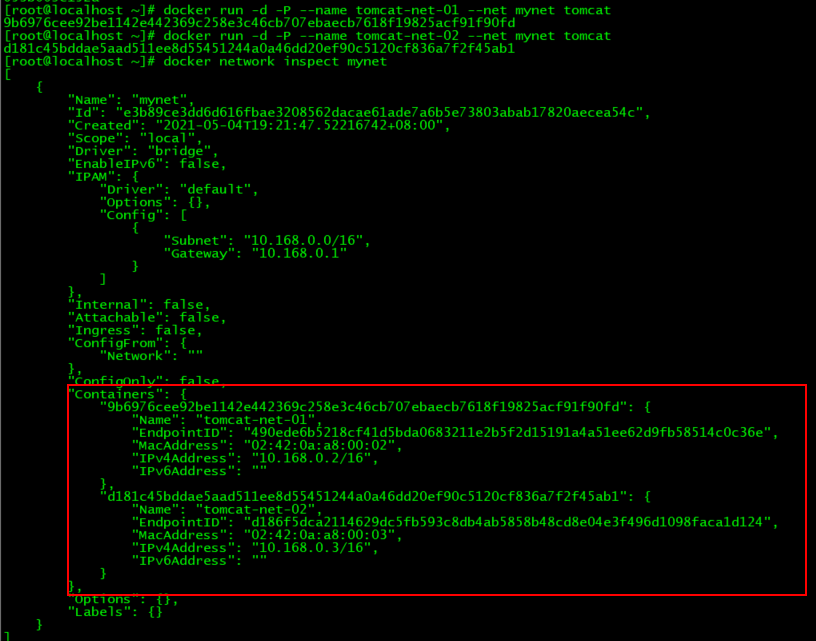 [root@localhost ~]# docker run -d -P --name tomcat-net-01 --net mynet tomcat
9b6976cee92be1142e442369c258e3c46cb707ebaecb7618f19825acf91f90fd
[root@localhost ~]# docker run -d -P --name tomcat-net-02 --net mynet tomcat
d181c45bddae5aad511ee8d55451244a0a46dd20ef90c5120cf836a7f2f45ab1
[root@localhost ~]# docker network inspect mynet
[
    {
        "Name": "mynet",
        "Id": "e3b89ce3dd6d616fbae3208562dacae61ade7a6b5e73803abab17820aecea54c",
        "Created": "2021-05-04T19:21:47.52216742+08:00",
        "Scope": "local",
        "Driver": "bridge",
        "EnableIPv6": false,
        "IPAM": {
            "Driver": "default",
            "Options": {},
            "Config": [
                {
                    "Subnet": "10.168.0.0/16",
                    "Gateway": "10.168.0.1"
                }
            ]
        },
        "Internal": false,
        "Attachable": false,
        "Ingress": false,
        "ConfigFrom": {
            "Network": ""
        },
        "ConfigOnly": false,
        "Containers": {
            "9b6976cee92be1142e442369c258e3c46cb707ebaecb7618f19825acf91f90fd": {
                "Name": "tomcat-net-01",
                "EndpointID": "490ede6b5218cf41d5bda0683211e2b5f2d15191a4a51ee62d9fb58514c0c36e",
                "MacAddress": "02:42:0a:a8:00:02",
                "IPv4Address": "10.168.0.2/16",
                "IPv6Address": ""
            },
            "d181c45bddae5aad511ee8d55451244a0a46dd20ef90c5120cf836a7f2f45ab1": {
                "Name": "tomcat-net-02",
                "EndpointID": "d186f5dca2114629dc5fb593c8db4ab5858b48cd8e04e3f496d1098faca1d124",
                "MacAddress": "02:42:0a:a8:00:03",
                "IPv4Address": "10.168.0.3/16",
                "IPv6Address": ""
            }
        },
        "Options": {},
        "Labels": {}
    }
]